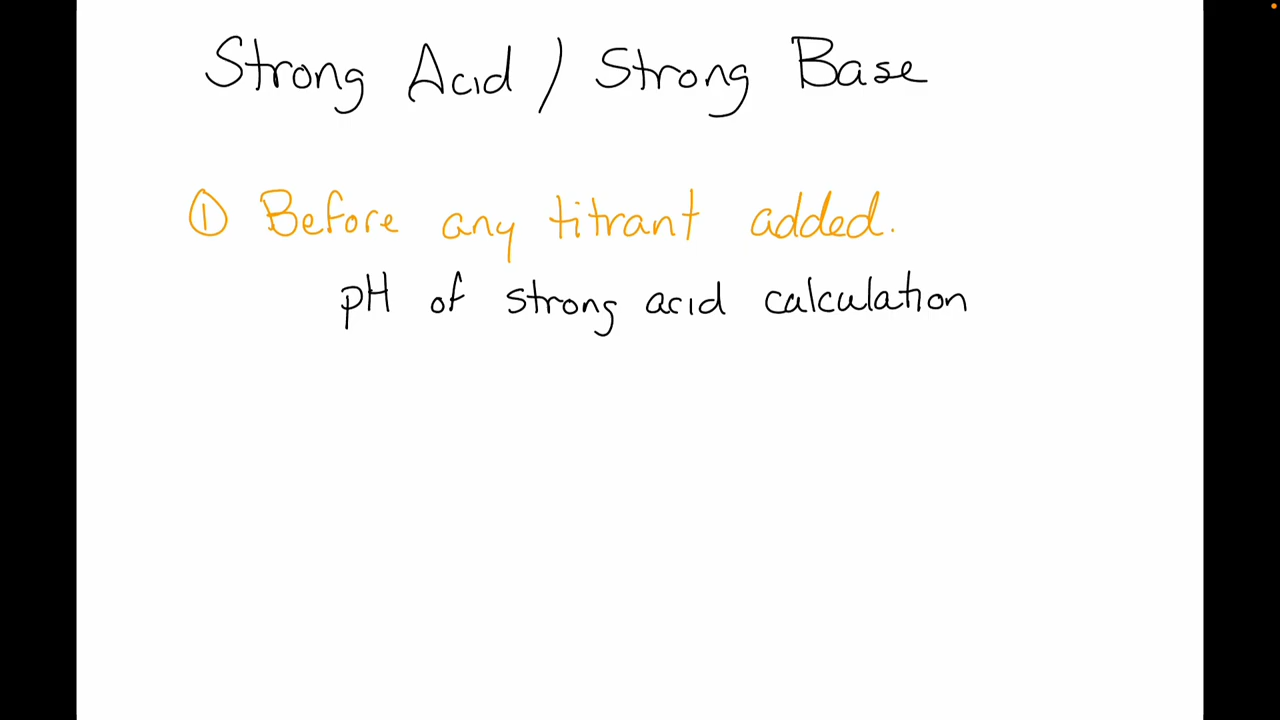 Strong Acid / Strong Base
① Before any titrant added.
pH of strong acid calculation